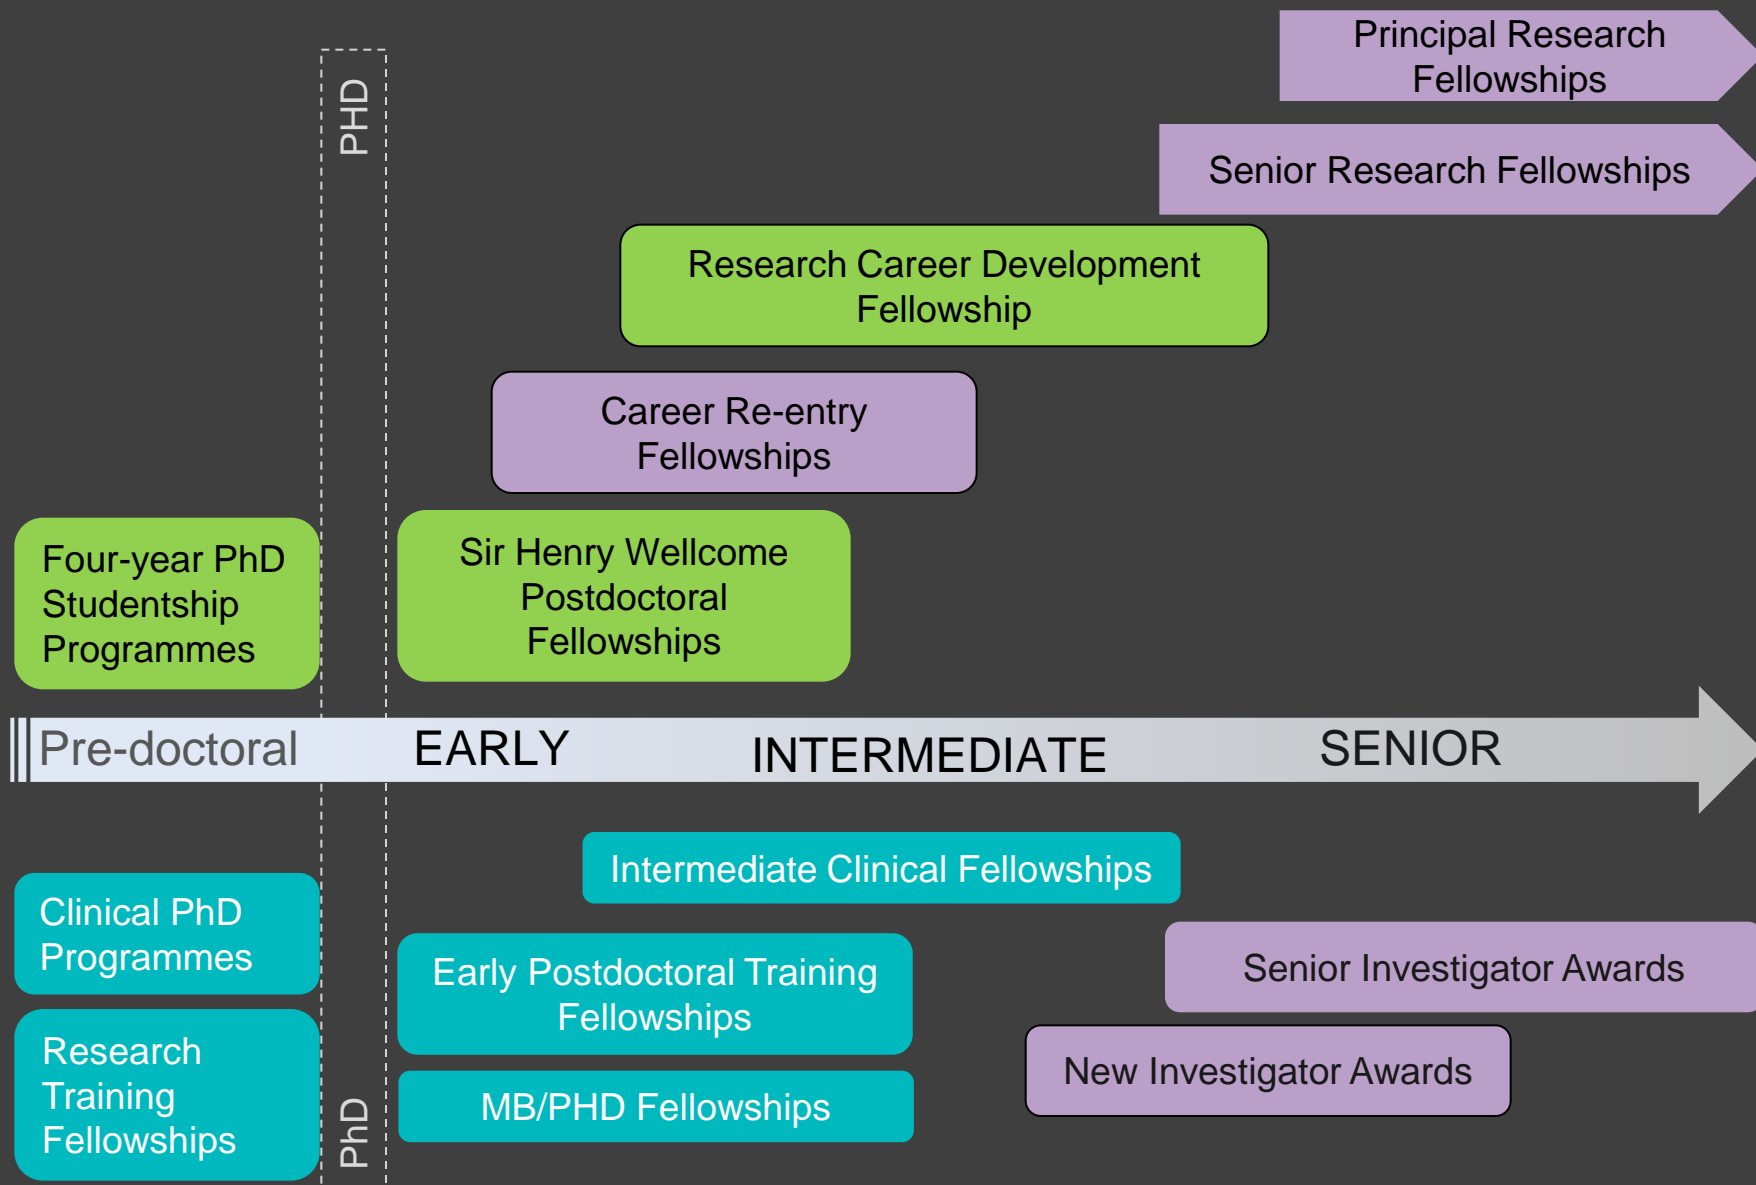 Principal Research
Fellowships
PHD
Senior Research Fellowships
Research Career Development
Fellowship
Career Re-entry
Fellowships
Four-year PhD
Studentship
Programmes
Sir Henry Wellcome
Postdoctoral
Fellowships
Pre-doctoral
EARLY
INTERMEDIATE
SENIOR
Intermediate Clinical Fellowships
Clinical PhD
Programmes
Early Postdoctoral Training
Fellowships
Senior Investigator Awards
Research
Training
Fellowships
PhD
MB/PHD Fellowships
New Investigator Awards